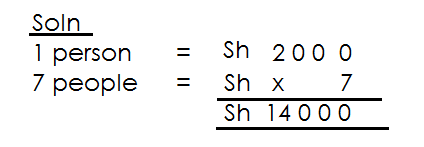 Soln
1 person = Sh 2000
7 people = Sh x 7
Sh 14000